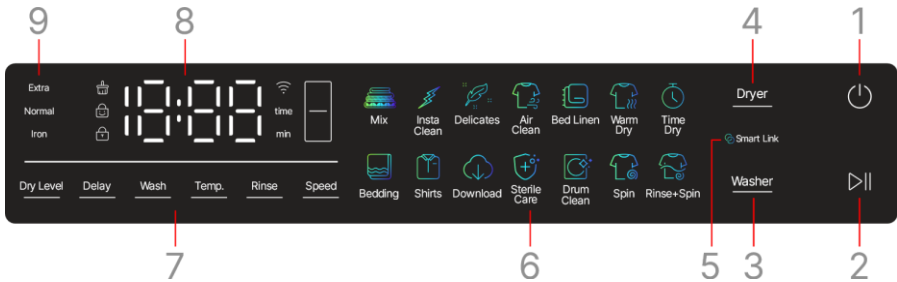 9
8
4
1
Extra
Normal
Iron
18:88
time
min
Mix
Insta
Clean
Delicates
Air
Clean
Bed Linen
Warm
Dry
Time
Dry
Dryer
Smart Link
Dry Level
Delay
Wash
Temp.
Rinse
Speed
Bedding
Shirts
Download
Sterile
Care
Drum
Clean
Spin
Rinse+Spin
Washer
7
6
5
3
2